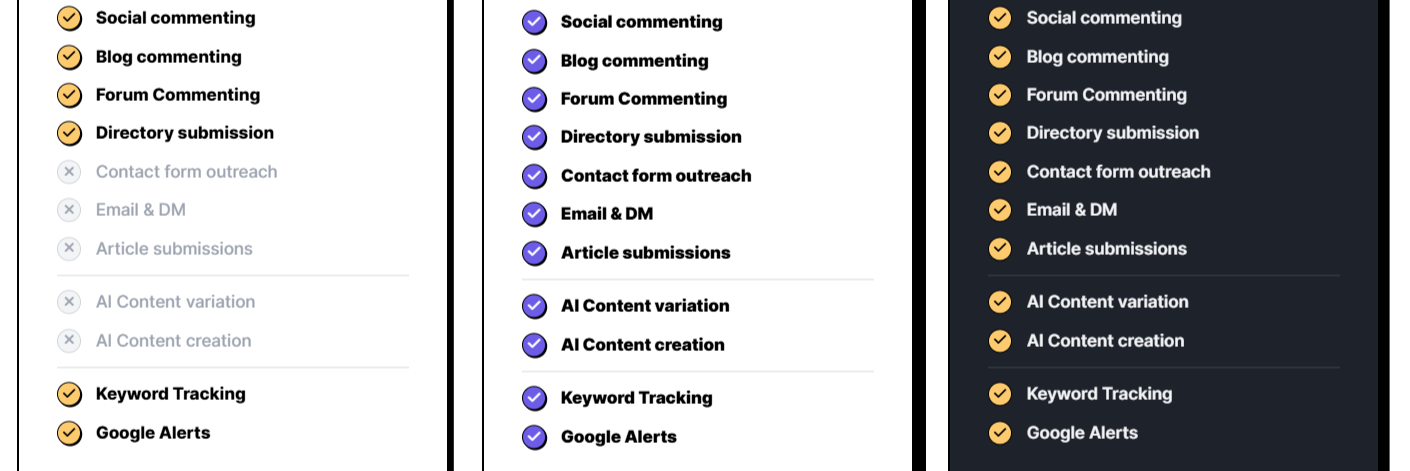 Social commenting
Blog commenting
Forum Commenting
Directory submission
Contact form outreach
Email & DM
Article submissions
AI Content variation
AI Content creation
Keyword Tracking
Google Alerts
Social commenting
Blog commenting
Forum Commenting
Directory submission
Contact form outreach
Email & DM
Article submissions
AI Content variation
AI Content creation
Keyword Tracking
Google Alerts
Social commenting
Blog commenting
Forum Commenting
Directory submission
Contact form outreach
Email & DM
Article submissions
AI Content variation
AI Content creation
Keyword Tracking
Google Alerts